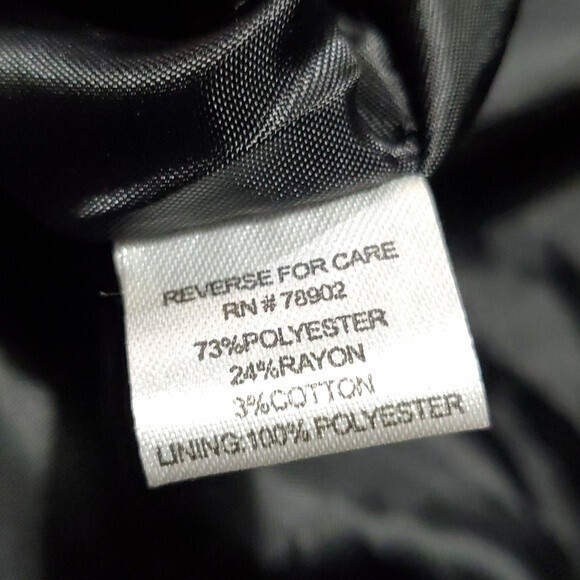 REVERSE FOR CARE
RN # 78902
73%POLYESTER
24%RAYON
3%COTTON
LINING:100% POLYESTER